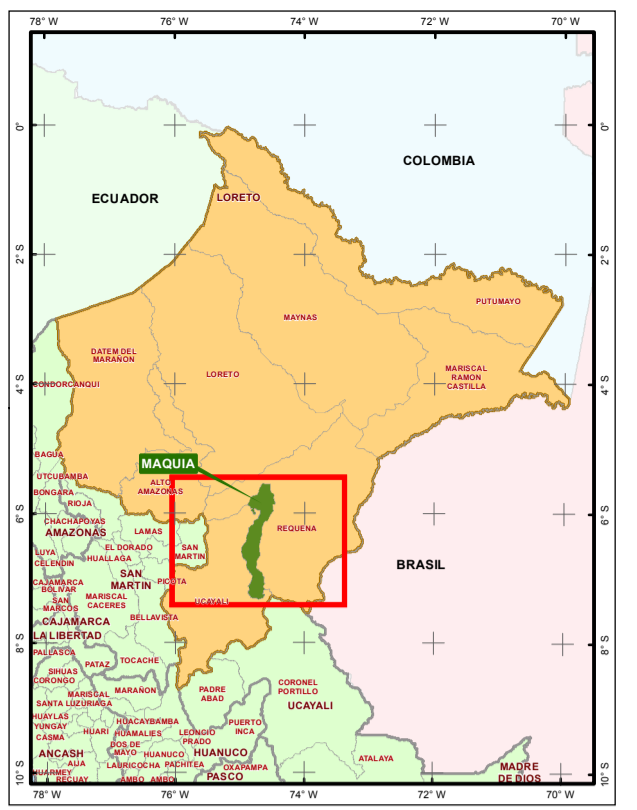 78° W
76° W
74° W
72° W
70° W
0°
0°
COLOMBIA
ECUADOR
LORETO
2° S
2° S
PUTUMAYO
MAYNAS
DATEM DEL
MARAÑON
LORETO
MARISCAL
RAMON
CASTILLA
4° S
4° S
CONDORCANQUI
BAGUA
MAQUIA
UTCUBAMBA
ALTO
AMAZONAS
BONGARA
RIOJA
6° S
6° S
CHACHAPOYAS
AMAZONAS
LAMAS
REQUENA
EL DORADO
LUYA
HUALLAGA
SAN
MARTIN
CELENDIN
BRASIL
SAN
MARTIN
PICOTA
CAJAMARCA
BOLIVAR
SAN
MARCOS
MARISCAL
CACERES
UCAYALI
CAJAMARCA
BELLAVISTA
LA LIBERTAD
8° S
8° S
PALLASCA
PATAZ
TOCACHE
SIHUAS
CORONGO
MARISCAL
LUZURIAGA
MARAÑON
PADRE
ABAD
CORONEL
PORTILLO
SANTA
UCAYALI
HUAYLAS
YUNGAY
CASMA
HUARI
HUACAYBAMBA
HUAMALIES
LEONCIO
PRADO
PUERTO
INCA
DOS DE
MAYO
ANCASH
HUANUCO
HUANUCO
AIJA
LAURICOCHA
PACHITEA
OXAPAMPA
ATALAYA
MADRE
DE DIOS
10° S
10° S
HUARMEY
RECUAY
AMBO
AMBO
PASCO
78° W
76° W
74° W
72° W
70° W